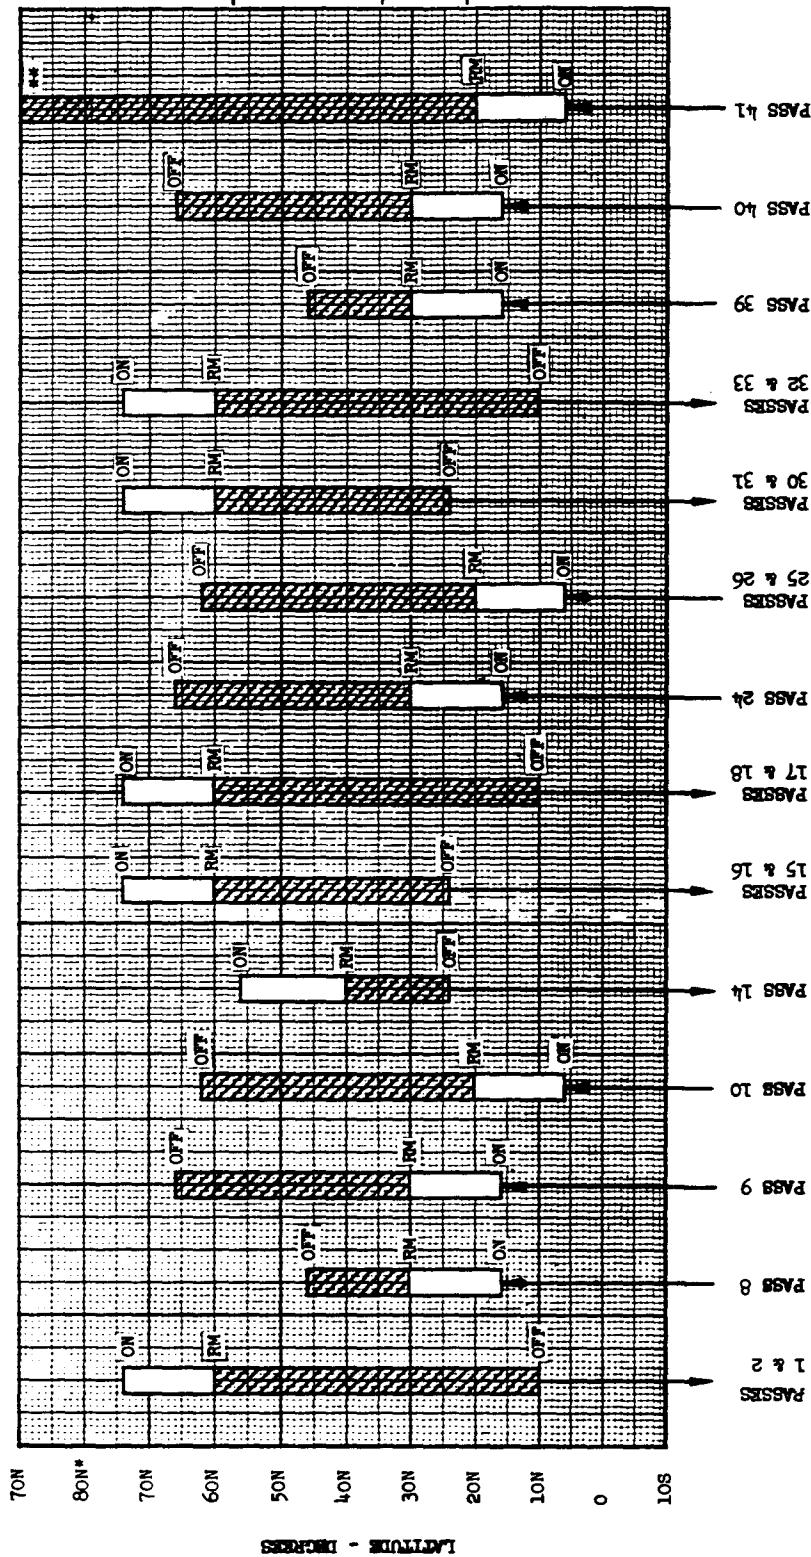 LATITUDE - DEGREES
70N
80N*
70N
60N
50N
40N
30N
20N
10N
0
10S
PASSES
1 & 2
ON
RM
OFF
PASS 8
OFF
RM
ON
PASS 9
OFF
RM
ON
PASS 10
OFF
RM
ON
PASS 14
ON
RM
OFF
PASSES
15 & 16
ON
RM
OFF
PASSES
17 & 18
ON
RM
OFF
PASS 24
OFF
RM
ON
PASSES
25 & 26
OFF
RM
ON
PASSES
30 & 31
ON
RM
OFF
PASSES
32 & 33
ON
RM
OFF
PASS 39
OFF
RM
ON
PASS 40
OFF
RM
ON
PASS 41
**
RM
ON